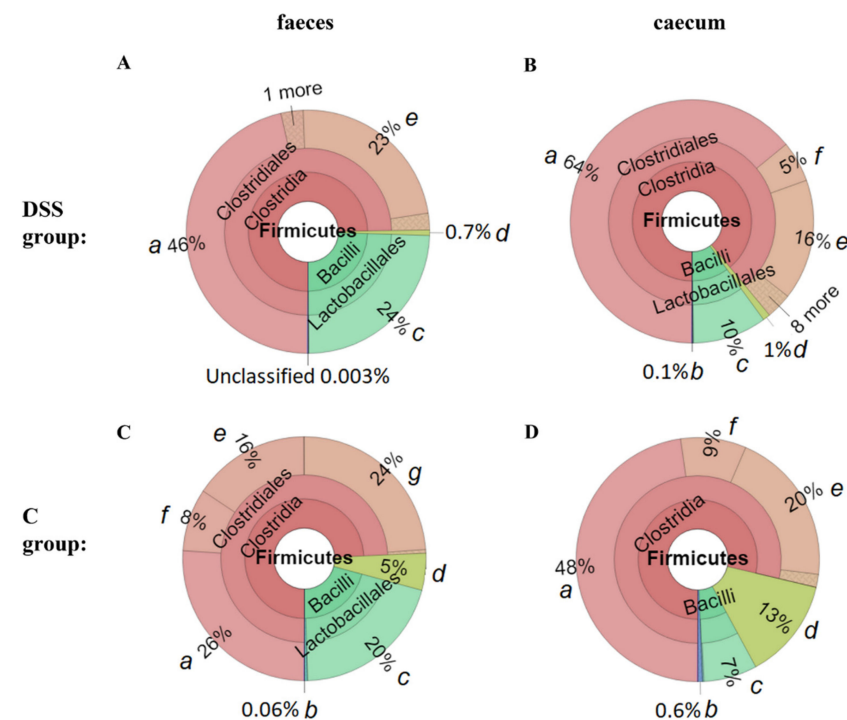 faeces
caecum
A
1 more
23% e
Clostridiales
Clostridia
Firmicutes
a 46%
Bacilli
Lactobacillales
0.7% d
24% c
Unclassified 0.003%
B
DSS
group:
Clostridiales
Clostridia
Firmicutes
a 64%
5% f
16% e
Bacilli
Lactobacillales
8 more
1% d
10% c
0.1% b
C
C
group:
e 16%
24% g
f 8%
Clostridiales
Clostridia
Firmicutes
5% d
Bacilli
Lactobacillales
a 26%
20% c
0.06% b
D
9% f
20% e
Clostridia
Firmicutes
48%
a
Bacilli
13% d
7% c
0.6% b